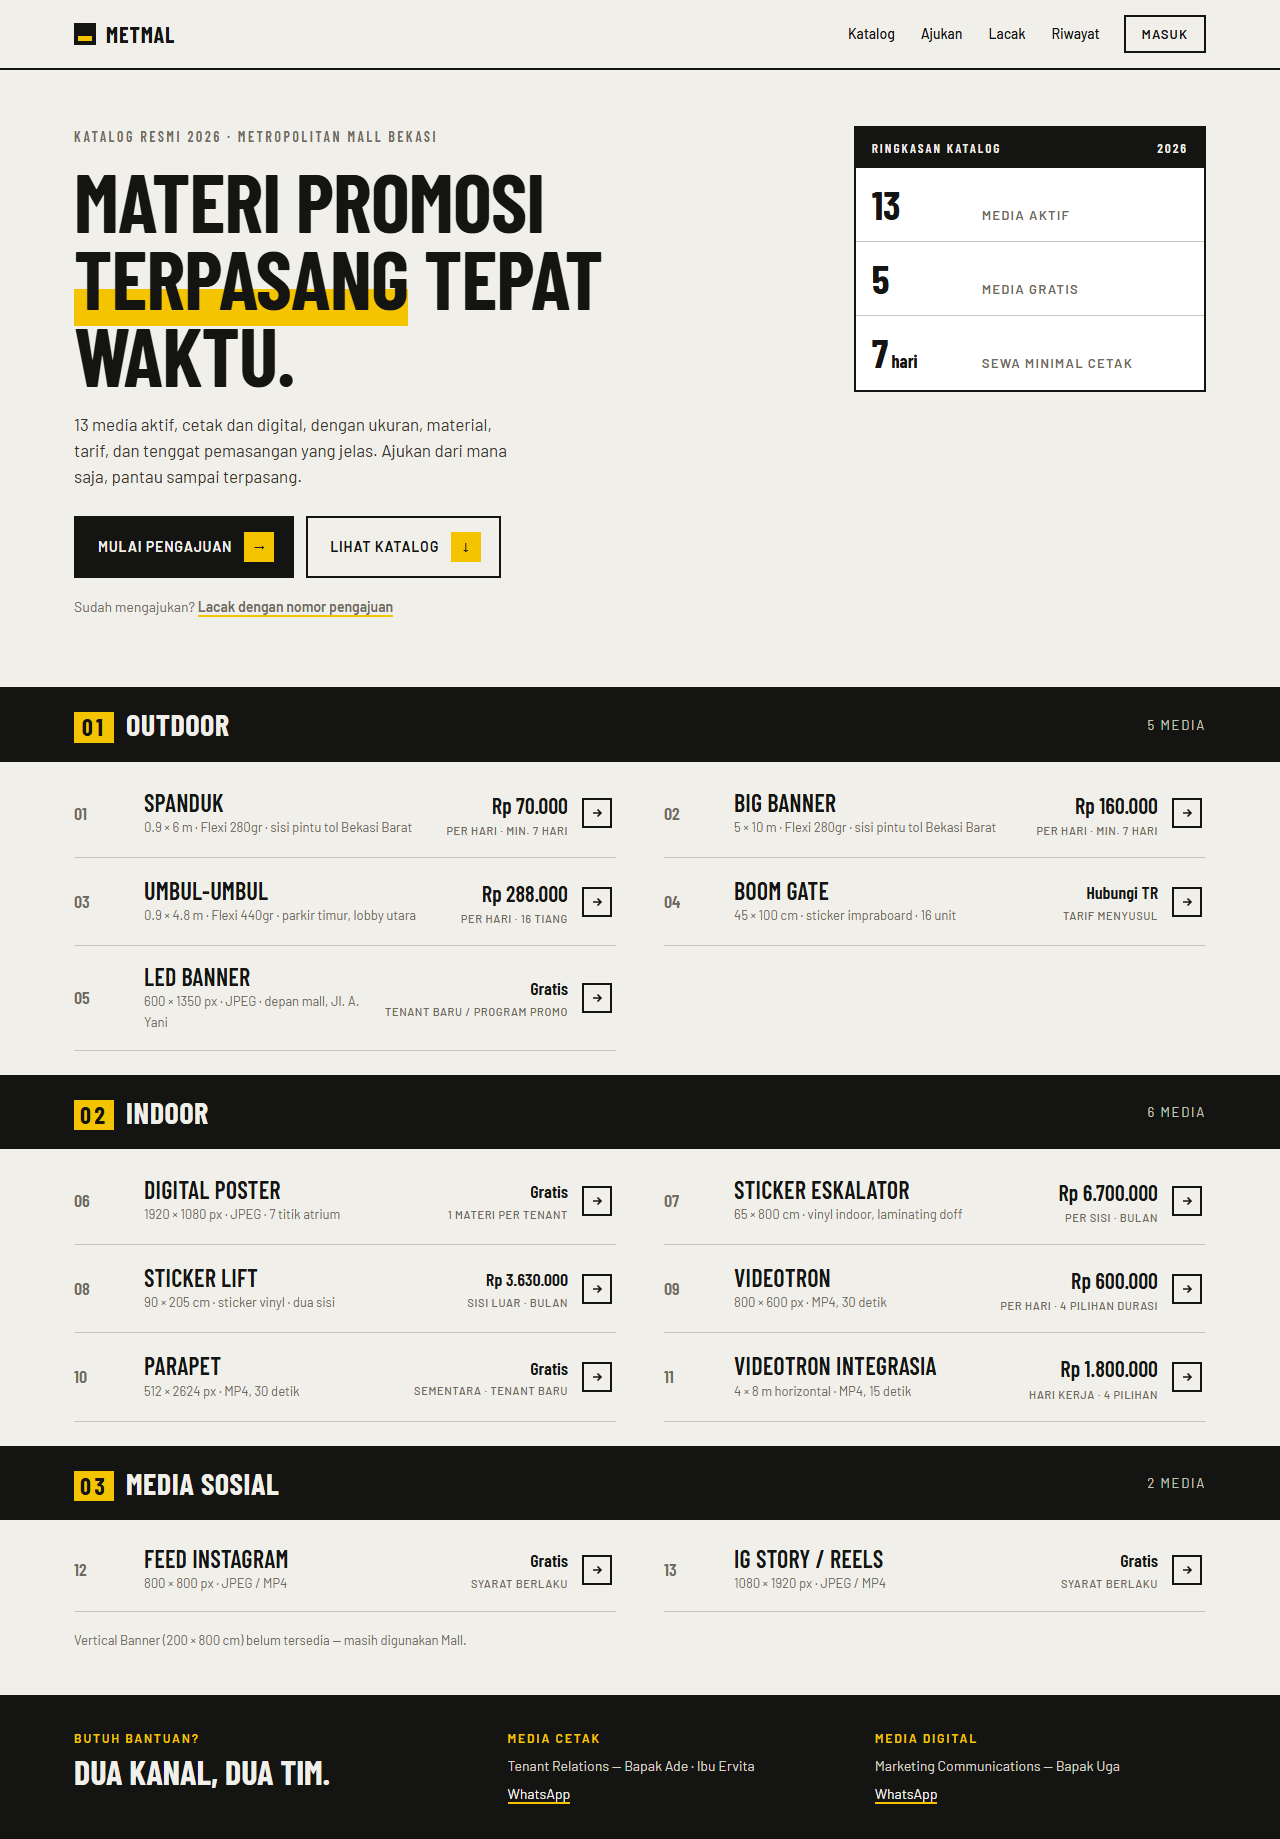 METMAL
Katalog Ajukan Lacak Riwayat MASUK
KATALOG RESMI 2026 · METROPOLITAN MALL BEKASI
MATERI PROMOSI
TERPASANG TEPAT
WAKTU.
13 media aktif, cetak dan digital, dengan ukuran, material,
tarif, dan tenggat pemasangan yang jelas. Ajukan dari mana
saja, pantau sampai terpasang.
MULAI PENGAJUAN →
LIHAT KATALOG ↓
Sudah mengajukan? Lacak dengan nomor pengajuan
RINGKASAN KATALOG 2026
13 MEDIA AKTIF
5 MEDIA GRATIS
7 hari SEWA MINIMAL CETAK
01 OUTDOOR 5 MEDIA
01 SPANDUK Rp 70.000 →
0.9 × 6 m · Flexi 280gr · sisi pintu tol Bekasi Barat PER HARI · MIN. 7 HARI
02 BIG BANNER Rp 160.000 →
5 × 10 m · Flexi 280gr · sisi pintu tol Bekasi Barat PER HARI · MIN. 7 HARI
03 UMBUL-UMBUL Rp 288.000 →
0.9 × 4.8 m · Flexi 440gr · parkir timur, lobby utara PER HARI · 16 TIANG
04 BOOM GATE Hubungi TR →
45 × 100 cm · sticker impraboard · 16 unit TARIF MENYUSUL
05 LED BANNER Gratis →
600 × 1350 px · JPEG · depan mall, Jl. A. TENANT BARU / PROGRAM PROMO
Yani
02 INDOOR 6 MEDIA
06 DIGITAL POSTER Gratis →
1920 × 1080 px · JPEG · 7 titik atrium 1 MATERI PER TENANT
07 STICKER ESKALATOR Rp 6.700.000 →
65 × 800 cm · vinyl indoor, laminating doff PER SISI · BULAN
08 STICKER LIFT Rp 3.630.000 →
90 × 205 cm · sticker vinyl · dua sisi SISI LUAR · BULAN
09 VIDEOTRON Rp 600.000 →
800 × 600 px · MP4, 30 detik PER HARI · 4 PILIHAN DURASI
10 PARAPET Gratis →
512 × 2624 px · MP4, 30 detik SEMENTARA · TENANT BARU
11 VIDEOTRON INTEGRASIA Rp 1.800.000 →
4 × 8 m horizontal · MP4, 15 detik HARI KERJA · 4 PILIHAN
03 MEDIA SOSIAL 2 MEDIA
12 FEED INSTAGRAM Gratis →
800 × 800 px · JPEG / MP4 SYARAT BERLAKU
13 IG STORY / REELS Gratis →
1080 × 1920 px · JPEG / MP4 SYARAT BERLAKU
Vertical Banner (200 × 800 cm) belum tersedia — masih digunakan Mall.
BUTUH BANTUAN?
DUA KANAL, DUA TIM.
MEDIA CETAK
Tenant Relations — Bapak Ade · Ibu Ervita
WhatsApp
MEDIA DIGITAL
Marketing Communications — Bapak Uga
WhatsApp